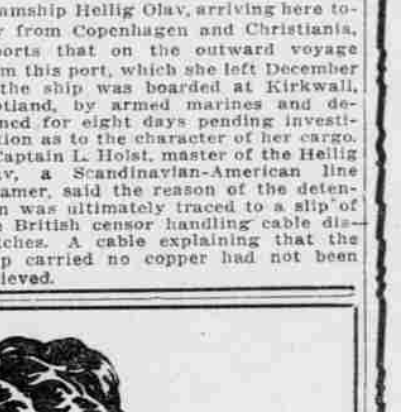 amship Hellig Olav, arriving here to-
r from Copenhagen and Christiania,
orts that on the outward voyage
m this port, which she left December
the ship was boarded at Kirkwall,
otland, by armed marines and de-
ned for eight days pending investi-
tion as to the character of her cargo.
Captain L. Holst, master of the Heilig
av, a Scandinavian-American line
amer, said the reason of the deten-
n was ultimately traced to a slip of
e British censor handling cable dis-
tches. A cable explaining that the
p carried no copper had not been
ieved.